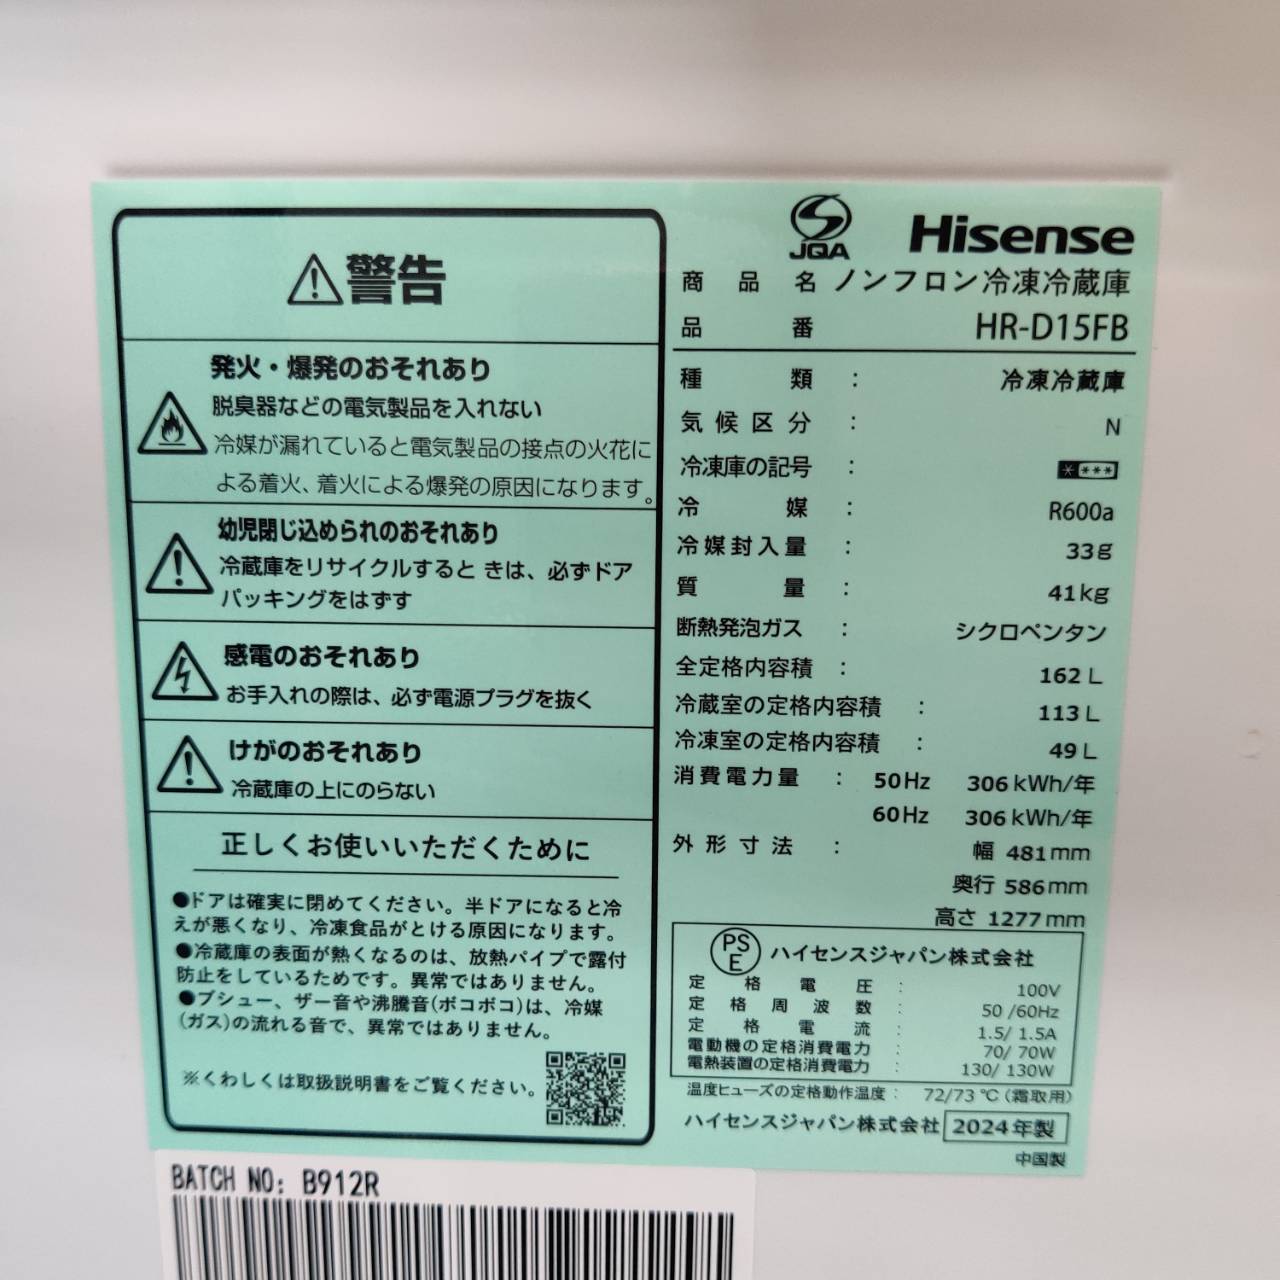 警告
発火・爆発のおそれあり
脱臭器などの電気製品を入れない
冷媒が漏れていると電気製品の接点の火花に
よる着火、着火による爆発の原因になります。
幼児閉じ込められのおそれあり
冷蔵庫をリサイクルすると きは、必ずドア
パッキングをはずす
感電のおそれあり
お手入れの際は、必ず電源プラグを抜く
けがのおそれあり
冷蔵庫の上にのらない
正しくお使いいただくために
●ドアは確実に閉めてください。半ドアになると冷
えが悪くなり、冷凍食品がとける原因になります。
●冷蔵庫の表面が熱くなるのは、放熱パイプで露付
防止をしているためです。異常ではありません。
●プシュー、ザー音や沸騰音(ボコボコ)は、冷媒
(ガス)の流れる音で、異常ではありません。
※くわしくは取扱説明書をご覧ください。
JQA Hisense
商品名 ノンフロン冷凍冷蔵庫
品番 HR-D15FB
種類 : 冷凍冷蔵庫
気候区分 : N
冷凍庫の記号 : * ***
冷媒 : R600a
冷媒封入量 : 33g
質量 : 41kg
断熱発泡ガス : シクロペンタン
全定格内容積 : 162 L
冷蔵室の定格内容積 : 113 L
冷凍室の定格内容積 : 49 L
消費電力量 : 50Hz 306 kWh/年
60Hz 306 kWh/年
外形寸法 : 幅 481mm
奥行 586mm
高さ 1277mm
PSE ハイセンスジャパン株式会社
定格電圧 : 100V
定格周波数 : 50 /60Hz
定格電流 : 1.5/ 1.5A
電動機の定格消費電力 : 70/ 70W
電熱装置の定格消費電力 : 130/ 130W
温度ヒューズの定格動作温度 : 72/73 ℃ (霜取用)
ハイセンスジャパン株式会社 2024年製
中国製
BATCH NO: B912R